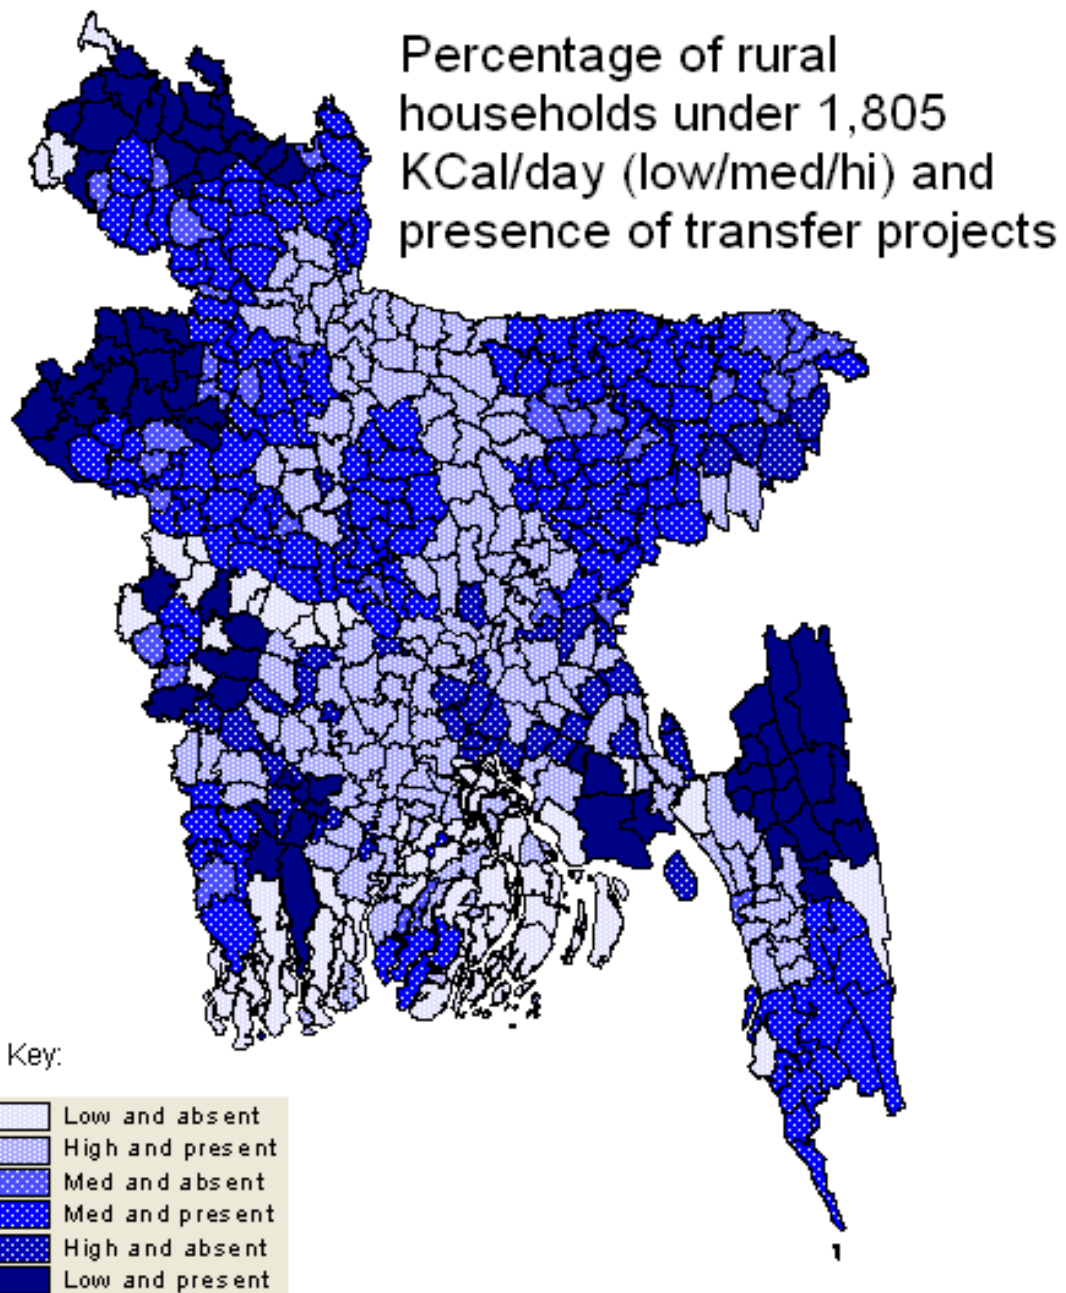 Percentage of rural
households under 1,805
KCal/day (low/med/hi) and
presence of transfer projects
Key:
Low and absent
High and present
Med and absent
Med and present
High and absent
Low and present